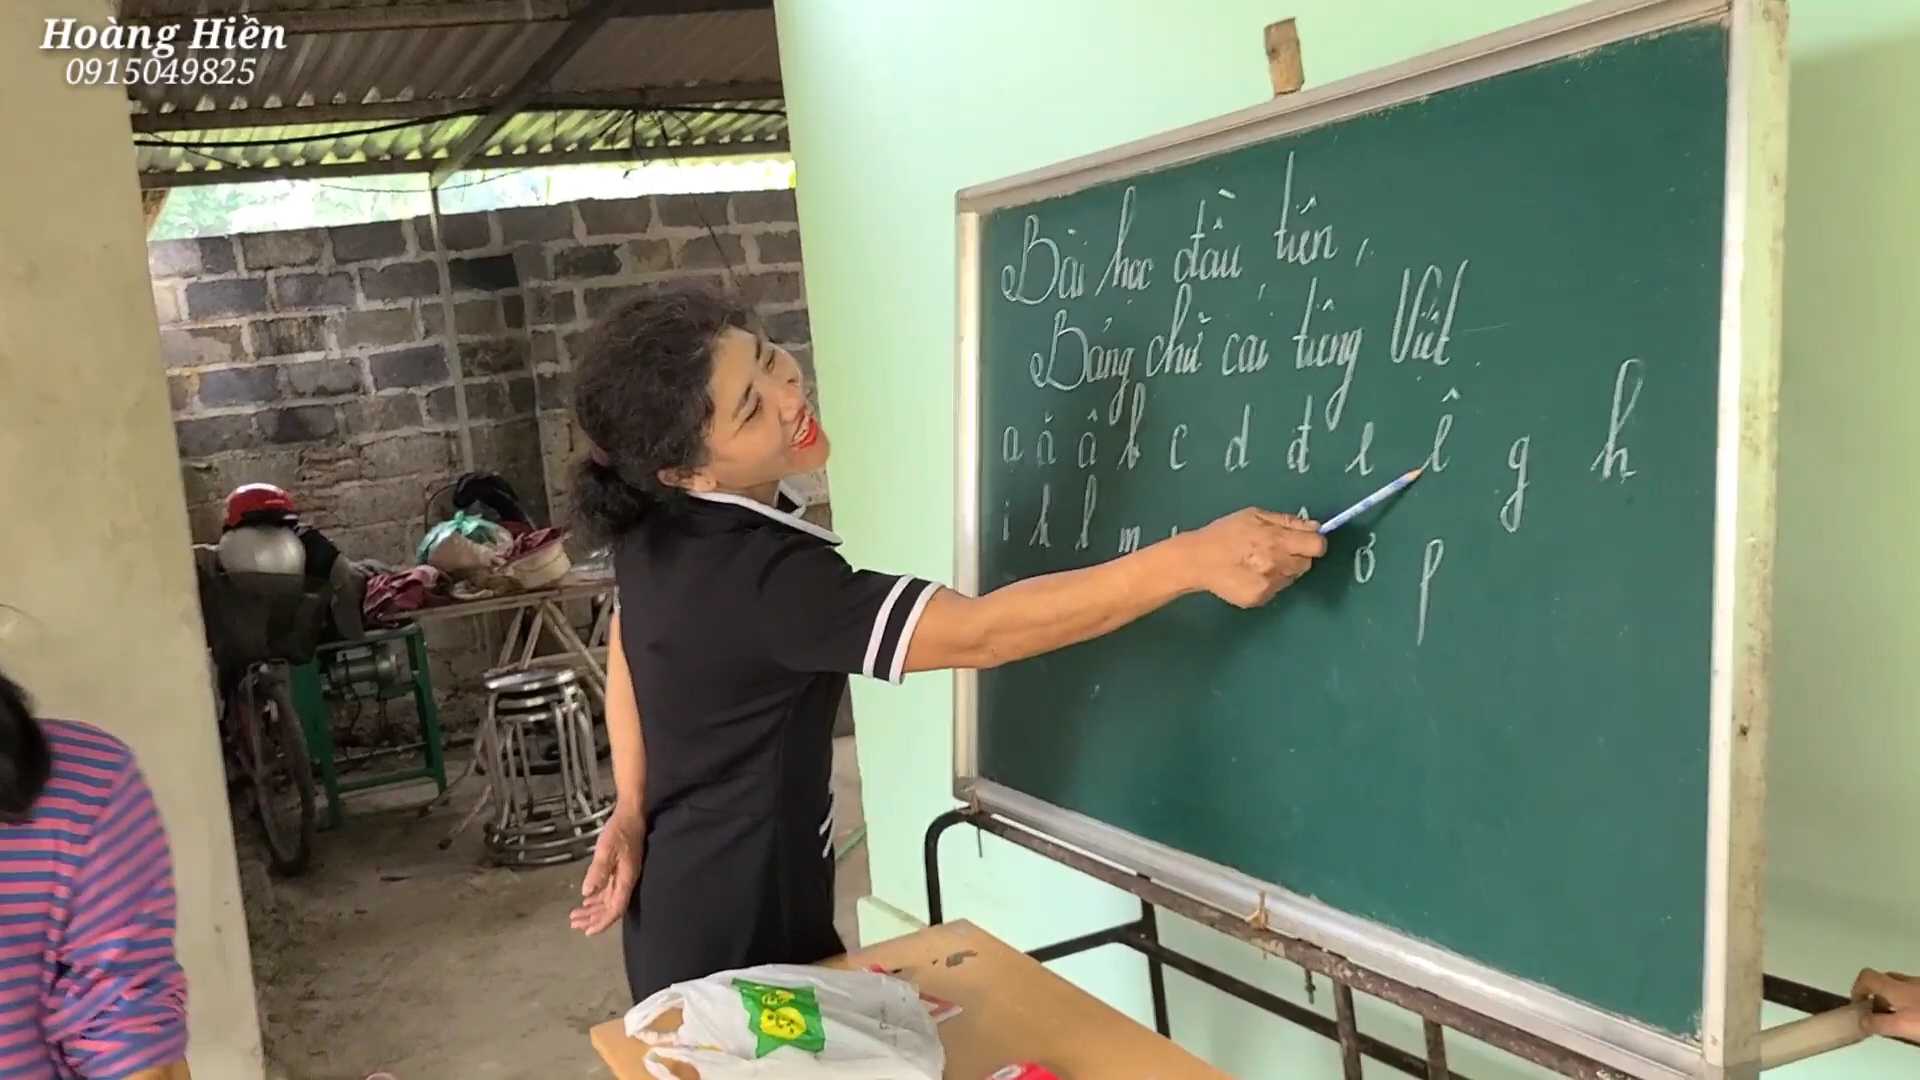 Hoàng Hiền
0915049825
Bài học đầu tiên,
Bảng chữ cái tiếng Việt
a ă â b c d đ e ê g h
i k l m ơ p